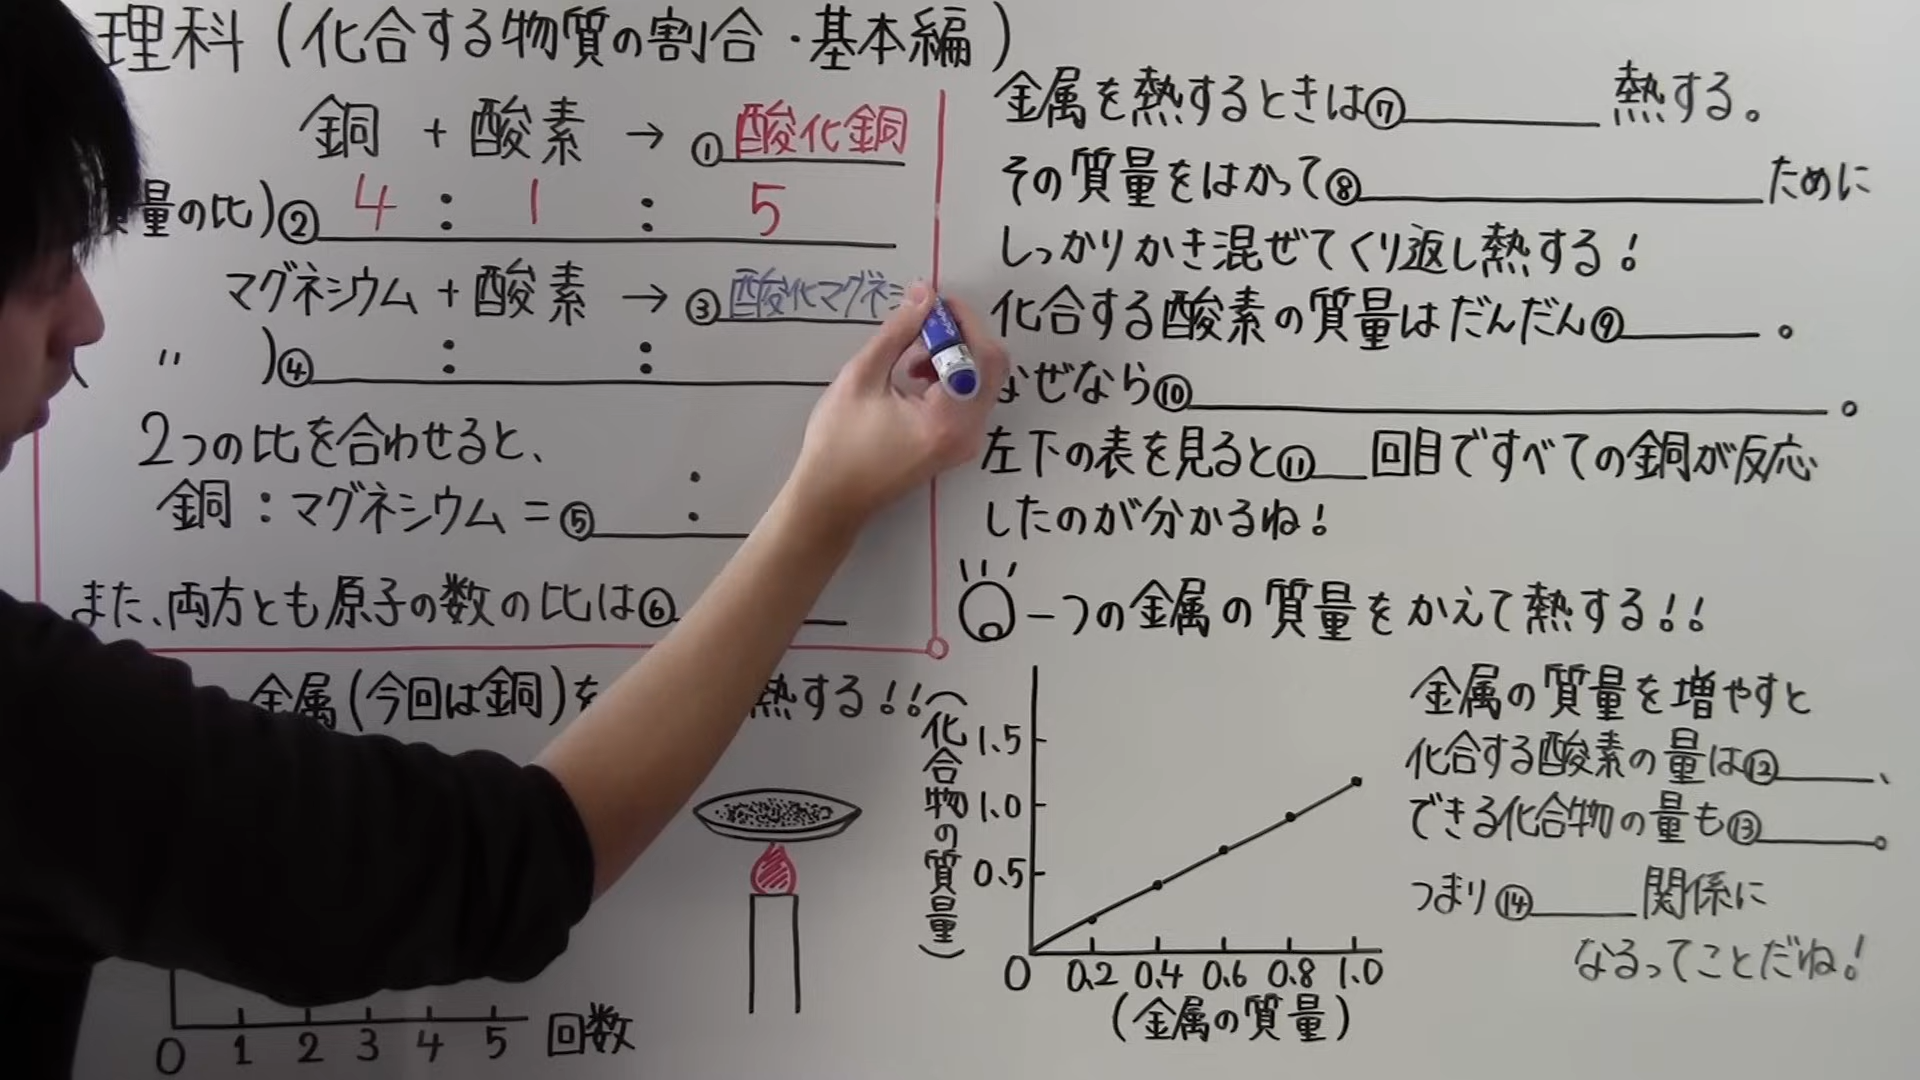 理科(化合する物質の割合・基本編)
銅 + 酸素 → ①酸化銅
量の比)② 4 : 1 : 5
マグネシウム + 酸素 → ③酸化マグネシ
( 〃 )④ : :
2つの比を合わせると、
銅:マグネシウム = ⑤ :
また、両方とも原子の数の比は⑥
金属(今回は銅)を 熱する!!
0 1 2 3 4 5 回数
金属を熱するときは⑦ 熱する。
その質量をはかって⑧ ために
しっかりかき混ぜてくり返し熱する!
化合する酸素の質量はだんだん⑨ 。
なぜなら⑩ 。
左下の表を見ると⑪ 回目ですべての銅が反応
したのが分かるね!
一つの金属の質量をかえて熱する!!
(化合物の質量)
1.5
1.0
0.5
0 0.2 0.4 0.6 0.8 1.0
(金属の質量)
金属の質量を増やすと
化合する酸素の量は⑫ 、
できる化合物の量も⑬ 。
つまり⑭ 関係に
なるってことだね!